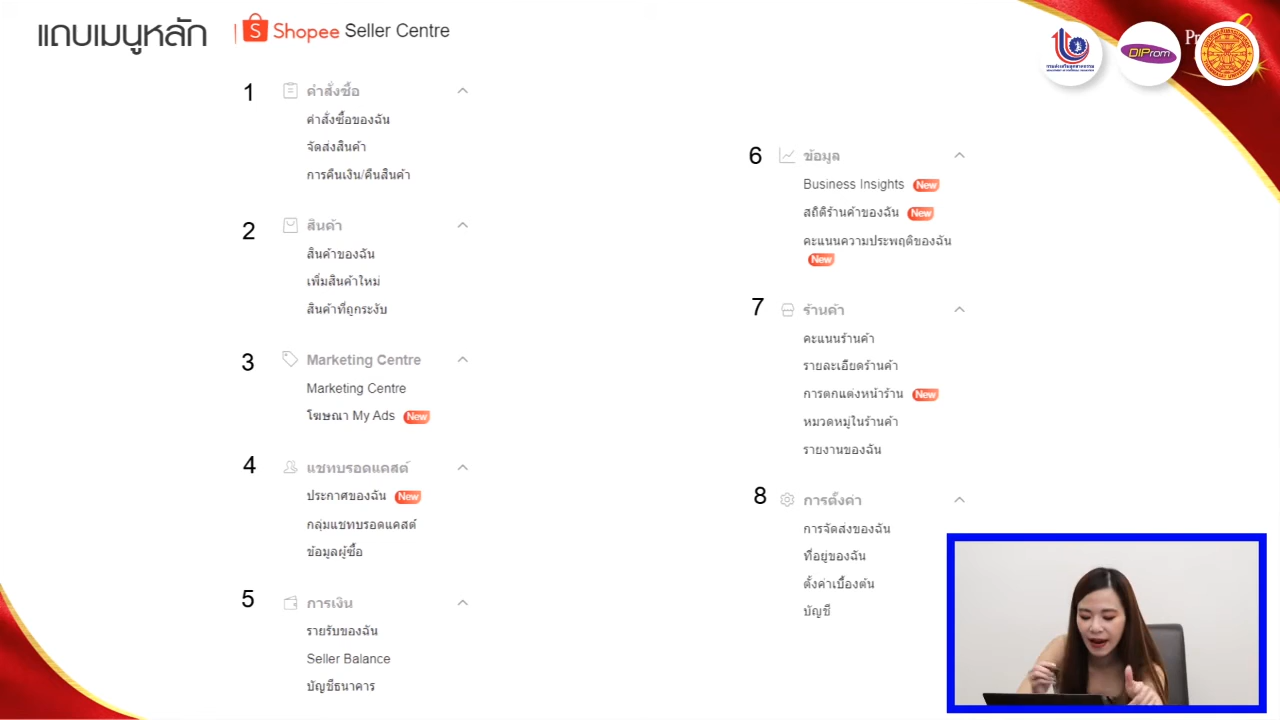 แถบเมนูหลัก
Shopee Seller Centre
1
คำสั่งซื้อ
คำสั่งซื้อของฉัน
จัดส่งสินค้า
การคืนเงิน/คืนสินค้า
2
สินค้า
สินค้าของฉัน
เพิ่มสินค้าใหม่
สินค้าที่ถูกระงับ
3
Marketing Centre
Marketing Centre
โฆษณา My Ads New
4
แชทบรอดแคสต์
ประกาศของฉัน New
กลุ่มแชทบรอดแคสต์
ข้อมูลผู้ซื้อ
5
การเงิน
รายรับของฉัน
Seller Balance
บัญชีธนาคาร
6
ข้อมูล
Business Insights New
สถิติร้านค้าของฉัน New
คะแนนความประพฤติของฉัน
New
7
ร้านค้า
คะแนนร้านค้า
รายละเอียดร้านค้า
การตกแต่งหน้าร้าน New
หมวดหมู่ในร้านค้า
รายงานของฉัน
8
การตั้งค่า
การจัดส่งของฉัน
ที่อยู่ของฉัน
ตั้งค่าเบื้องต้น
บัญชี
DIProm